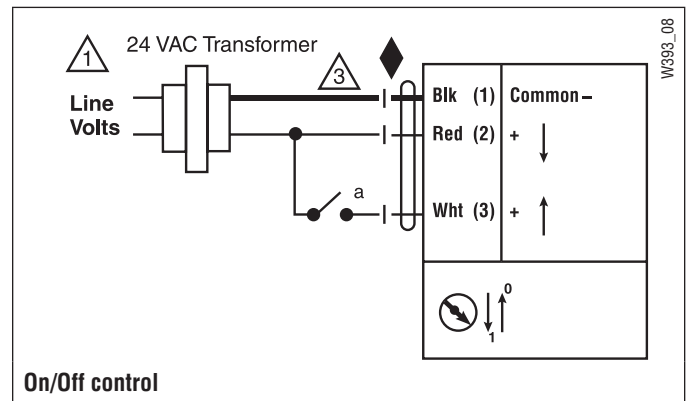 1 24 VAC Transformer
3
W393_08
Line
Volts
Blk (1) Common –
Red (2) +
a
Wht (3) +
0
1
On/Off control